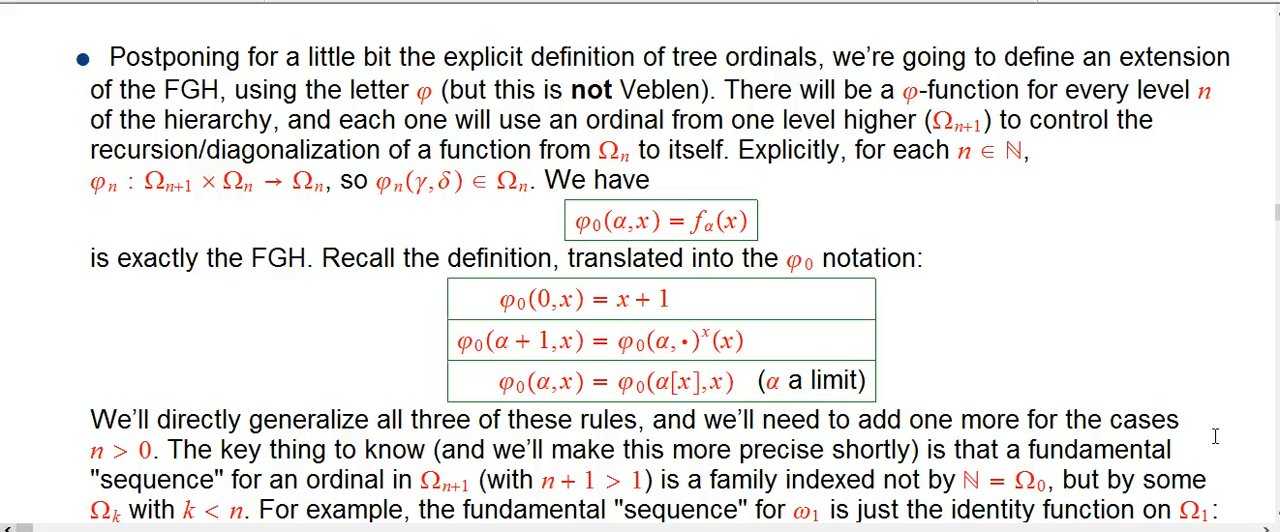 ● Postponing for a little bit the explicit definition of tree ordinals, we're going to define an extension
of the FGH, using the letter φ (but this is not Veblen). There will be a φ-function for every level n
of the hierarchy, and each one will use an ordinal from one level higher (Ωₙ₊₁) to control the
recursion/diagonalization of a function from Ωₙ to itself. Explicitly, for each n ∈ ℕ,
φₙ : Ωₙ₊₁ × Ωₙ → Ωₙ, so φₙ(γ,δ) ∈ Ωₙ. We have
φ₀(α,x) = f_α(x)
is exactly the FGH. Recall the definition, translated into the φ₀ notation:
φ₀(0,x) = x + 1
φ₀(α + 1,x) = φ₀(α,•)ˣ(x)
φ₀(α,x) = φ₀(α[x],x) (α a limit)
We'll directly generalize all three of these rules, and we'll need to add one more for the cases
n > 0. The key thing to know (and we'll make this more precise shortly) is that a fundamental
"sequence" for an ordinal in Ωₙ₊₁ (with n + 1 > 1) is a family indexed not by ℕ = Ω₀, but by some
Ωₖ with k < n. For example, the fundamental "sequence" for ω₁ is just the identity function on Ω₁: